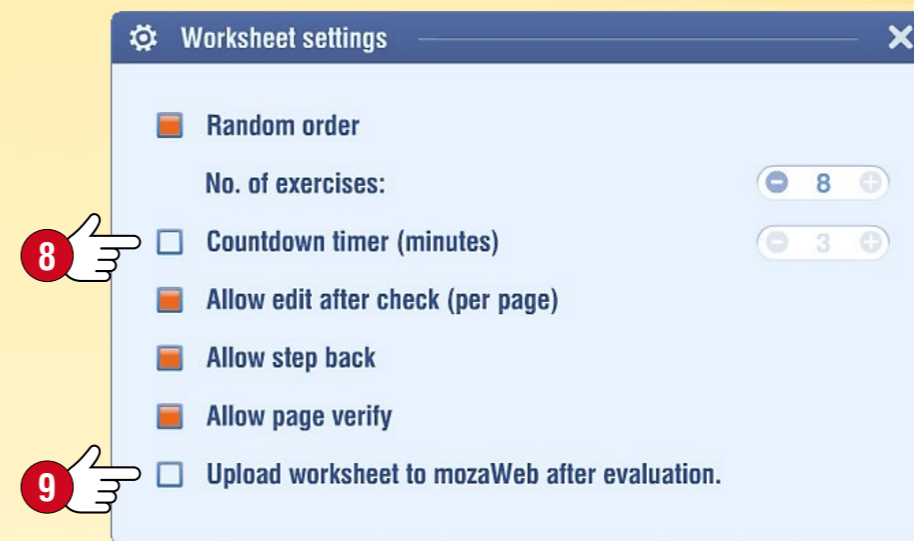 Worksheet settings
Random order
No. of exercises: 8
8 Countdown timer (minutes) 3
Allow edit after check (per page)
Allow step back
Allow page verify
9 Upload worksheet to mozaWeb after evaluation.